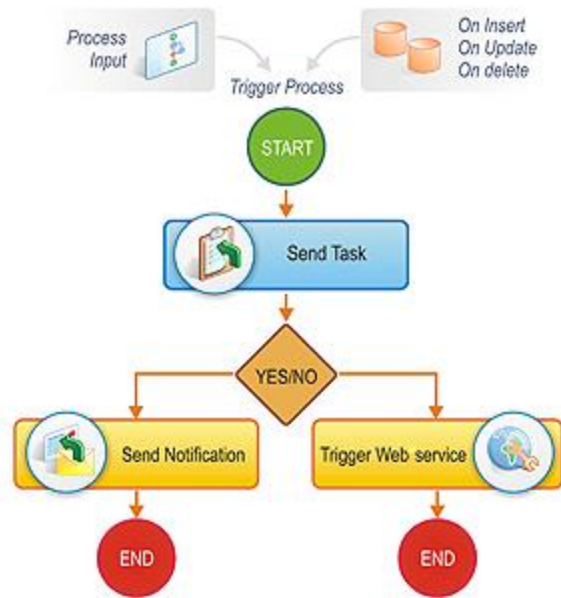 Process
Input
On Insert
On Update
On delete
Trigger Process
START
Send Task
YES/NO
Send Notification
Trigger Web service
END
END